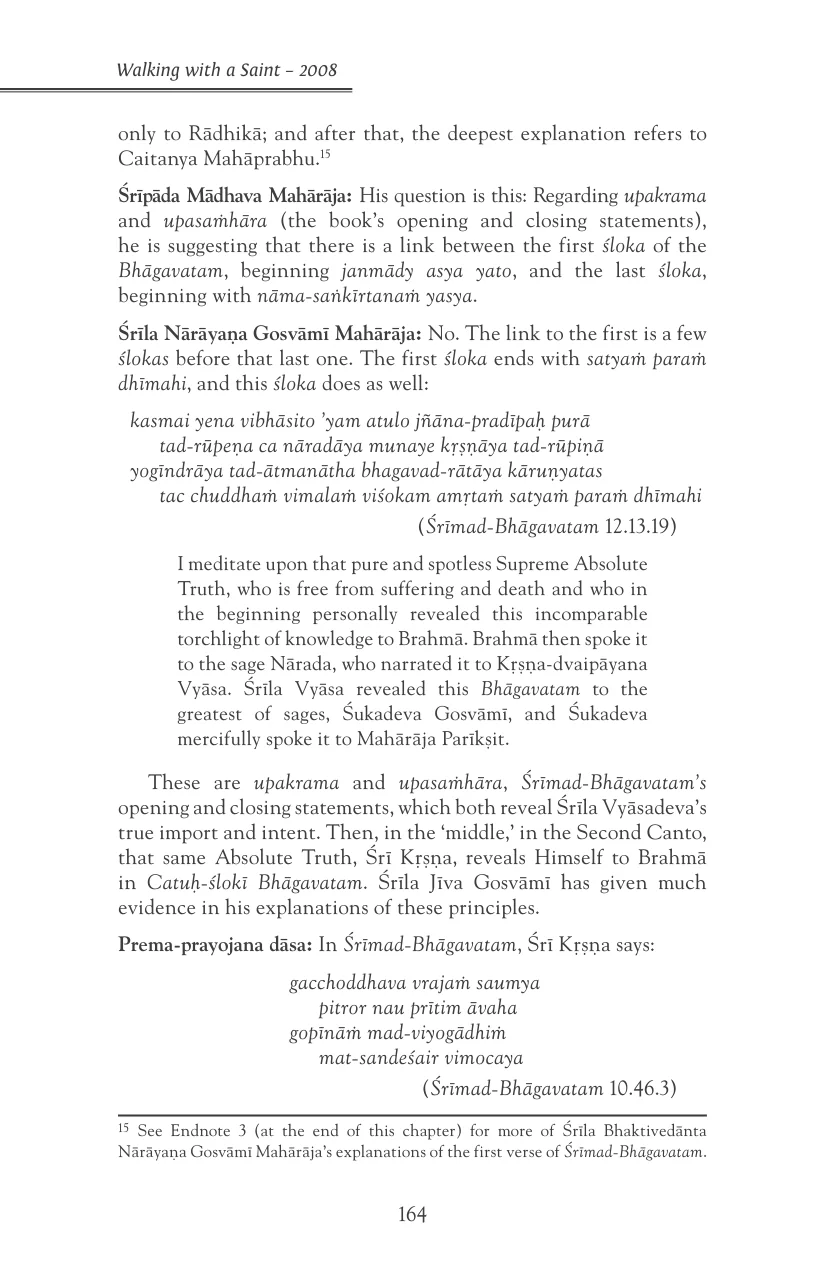 Walking with a Saint – 2008
only to Rādhikā; and after that, the deepest explanation refers to
Caitanya Mahāprabhu.15
Śrīpāda Mādhava Mahārāja: His question is this: Regarding upakrama
and upasaṁhāra (the book’s opening and closing statements),
he is suggesting that there is a link between the first śloka of the
Bhāgavatam, beginning janmādy asya yato, and the last śloka,
beginning with nāma-saṅkīrtanaṁ yasya.
Śrīla Nārāyaṇa Gosvāmī Mahārāja: No. The link to the first is a few
ślokas before that last one. The first śloka ends with satyaṁ paraṁ
dhīmahi, and this śloka does as well:
kasmai yena vibhāsito ’yam atulo jñāna-pradīpaḥ purā
tad-rūpeṇa ca nāradāya munaye kṛṣṇāya tad-rūpiṇā
yogīndrāya tad-ātmanātha bhagavad-rātāya kāruṇyatas
tac chuddhaṁ vimalaṁ viśokam amṛtaṁ satyaṁ paraṁ dhīmahi
(Śrīmad-Bhāgavatam 12.13.19)
I meditate upon that pure and spotless Supreme Absolute
Truth, who is free from suffering and death and who in
the beginning personally revealed this incomparable
torchlight of knowledge to Brahmā. Brahmā then spoke it
to the sage Nārada, who narrated it to Kṛṣṇa-dvaipāyana
Vyāsa. Śrīla Vyāsa revealed this Bhāgavatam to the
greatest of sages, Śukadeva Gosvāmī, and Śukadeva
mercifully spoke it to Mahārāja Parīkṣit.
These are upakrama and upasaṁhāra, Śrīmad-Bhāgavatam’s
opening and closing statements, which both reveal Śrīla Vyāsadeva’s
true import and intent. Then, in the ‘middle,’ in the Second Canto,
that same Absolute Truth, Śrī Kṛṣṇa, reveals Himself to Brahmā
in Catuḥ-ślokī Bhāgavatam. Śrīla Jīva Gosvāmī has given much
evidence in his explanations of these principles.
Prema-prayojana dāsa: In Śrīmad-Bhāgavatam, Śrī Kṛṣṇa says:
gacchoddhava vrajaṁ saumya
pitror nau prītim āvaha
gopīnāṁ mad-viyogādhiṁ
mat-sandeśair vimocaya
(Śrīmad-Bhāgavatam 10.46.3)
15 See Endnote 3 (at the end of this chapter) for more of Śrīla Bhaktivedānta
Nārāyaṇa Gosvāmī Mahārāja’s explanations of the first verse of Śrīmad-Bhāgavatam.
164